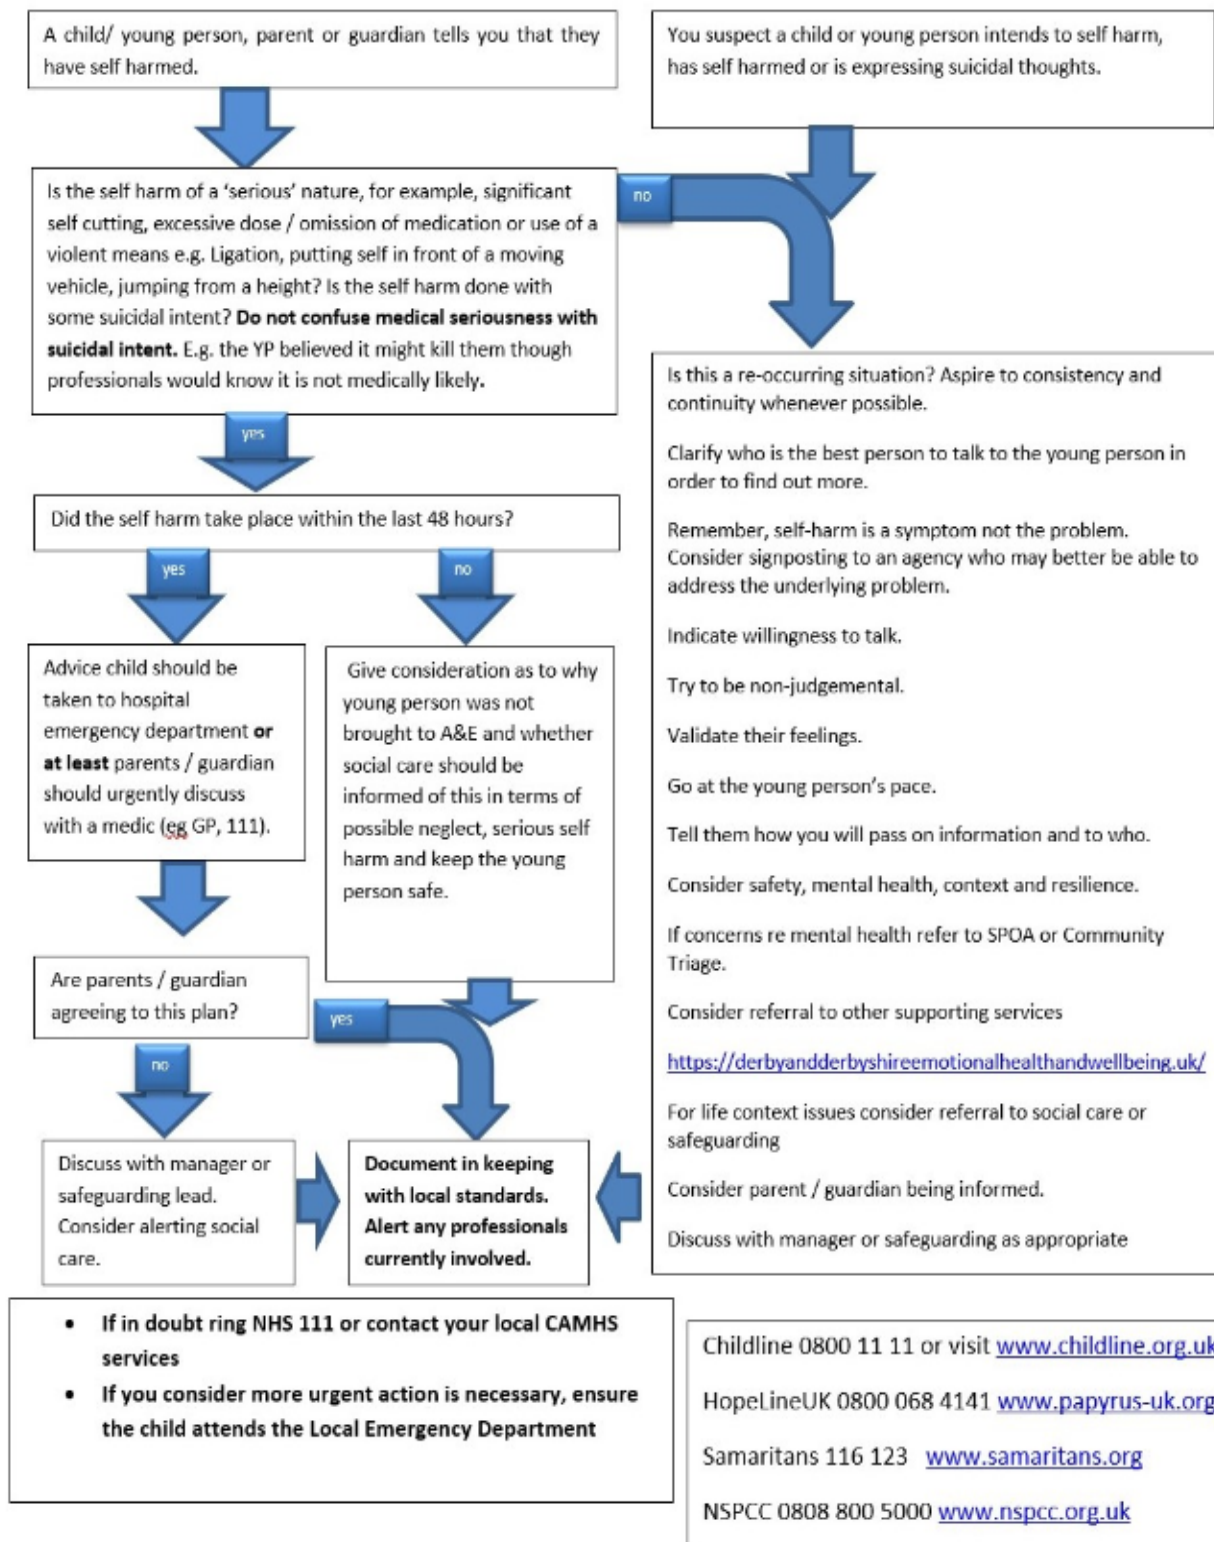 A child/ young person, parent or guardian tells you that they
have self harmed.
You suspect a child or young person intends to self harm,
has self harmed or is expressing suicidal thoughts.
Is the self harm of a ‘serious’ nature, for example, significant
self cutting, excessive dose / omission of medication or use of a
violent means e.g. Ligation, putting self in front of a moving
vehicle, jumping from a height? Is the self harm done with
some suicidal intent? Do not confuse medical seriousness with
suicidal intent. E.g. the YP believed it might kill them though
professionals would know it is not medically likely.
no
yes
Did the self harm take place within the last 48 hours?
yes
no
Advice child should be
taken to hospital
emergency department or
at least parents / guardian
should urgently discuss
with a medic (eg GP, 111).
Give consideration as to why
young person was not
brought to A&E and whether
social care should be
informed of this in terms of
possible neglect, serious self
harm and keep the young
person safe.
Are parents / guardian
agreeing to this plan?
yes
no
Discuss with manager or
safeguarding lead.
Consider alerting social
care.
Document in keeping
with local standards.
Alert any professionals
currently involved.
Is this a re-occurring situation? Aspire to consistency and
continuity whenever possible.
Clarify who is the best person to talk to the young person in
order to find out more.
Remember, self-harm is a symptom not the problem.
Consider signposting to an agency who may better be able to
address the underlying problem.
Indicate willingness to talk.
Try to be non-judgemental.
Validate their feelings.
Go at the young person’s pace.
Tell them how you will pass on information and to who.
Consider safety, mental health, context and resilience.
If concerns re mental health refer to SPOA or Community
Triage.
Consider referral to other supporting services
https://derbyandderbyshireemotionalhealthandwellbeing.uk/
For life context issues consider referral to social care or
safeguarding
Consider parent / guardian being informed.
Discuss with manager or safeguarding as appropriate
• If in doubt ring NHS 111 or contact your local CAMHS
services
• If you consider more urgent action is necessary, ensure
the child attends the Local Emergency Department
Childline 0800 11 11 or visit www.childline.org.uk
HopeLineUK 0800 068 4141 www.papyrus-uk.org
Samaritans 116 123 www.samaritans.org
NSPCC 0808 800 5000 www.nspcc.org.uk